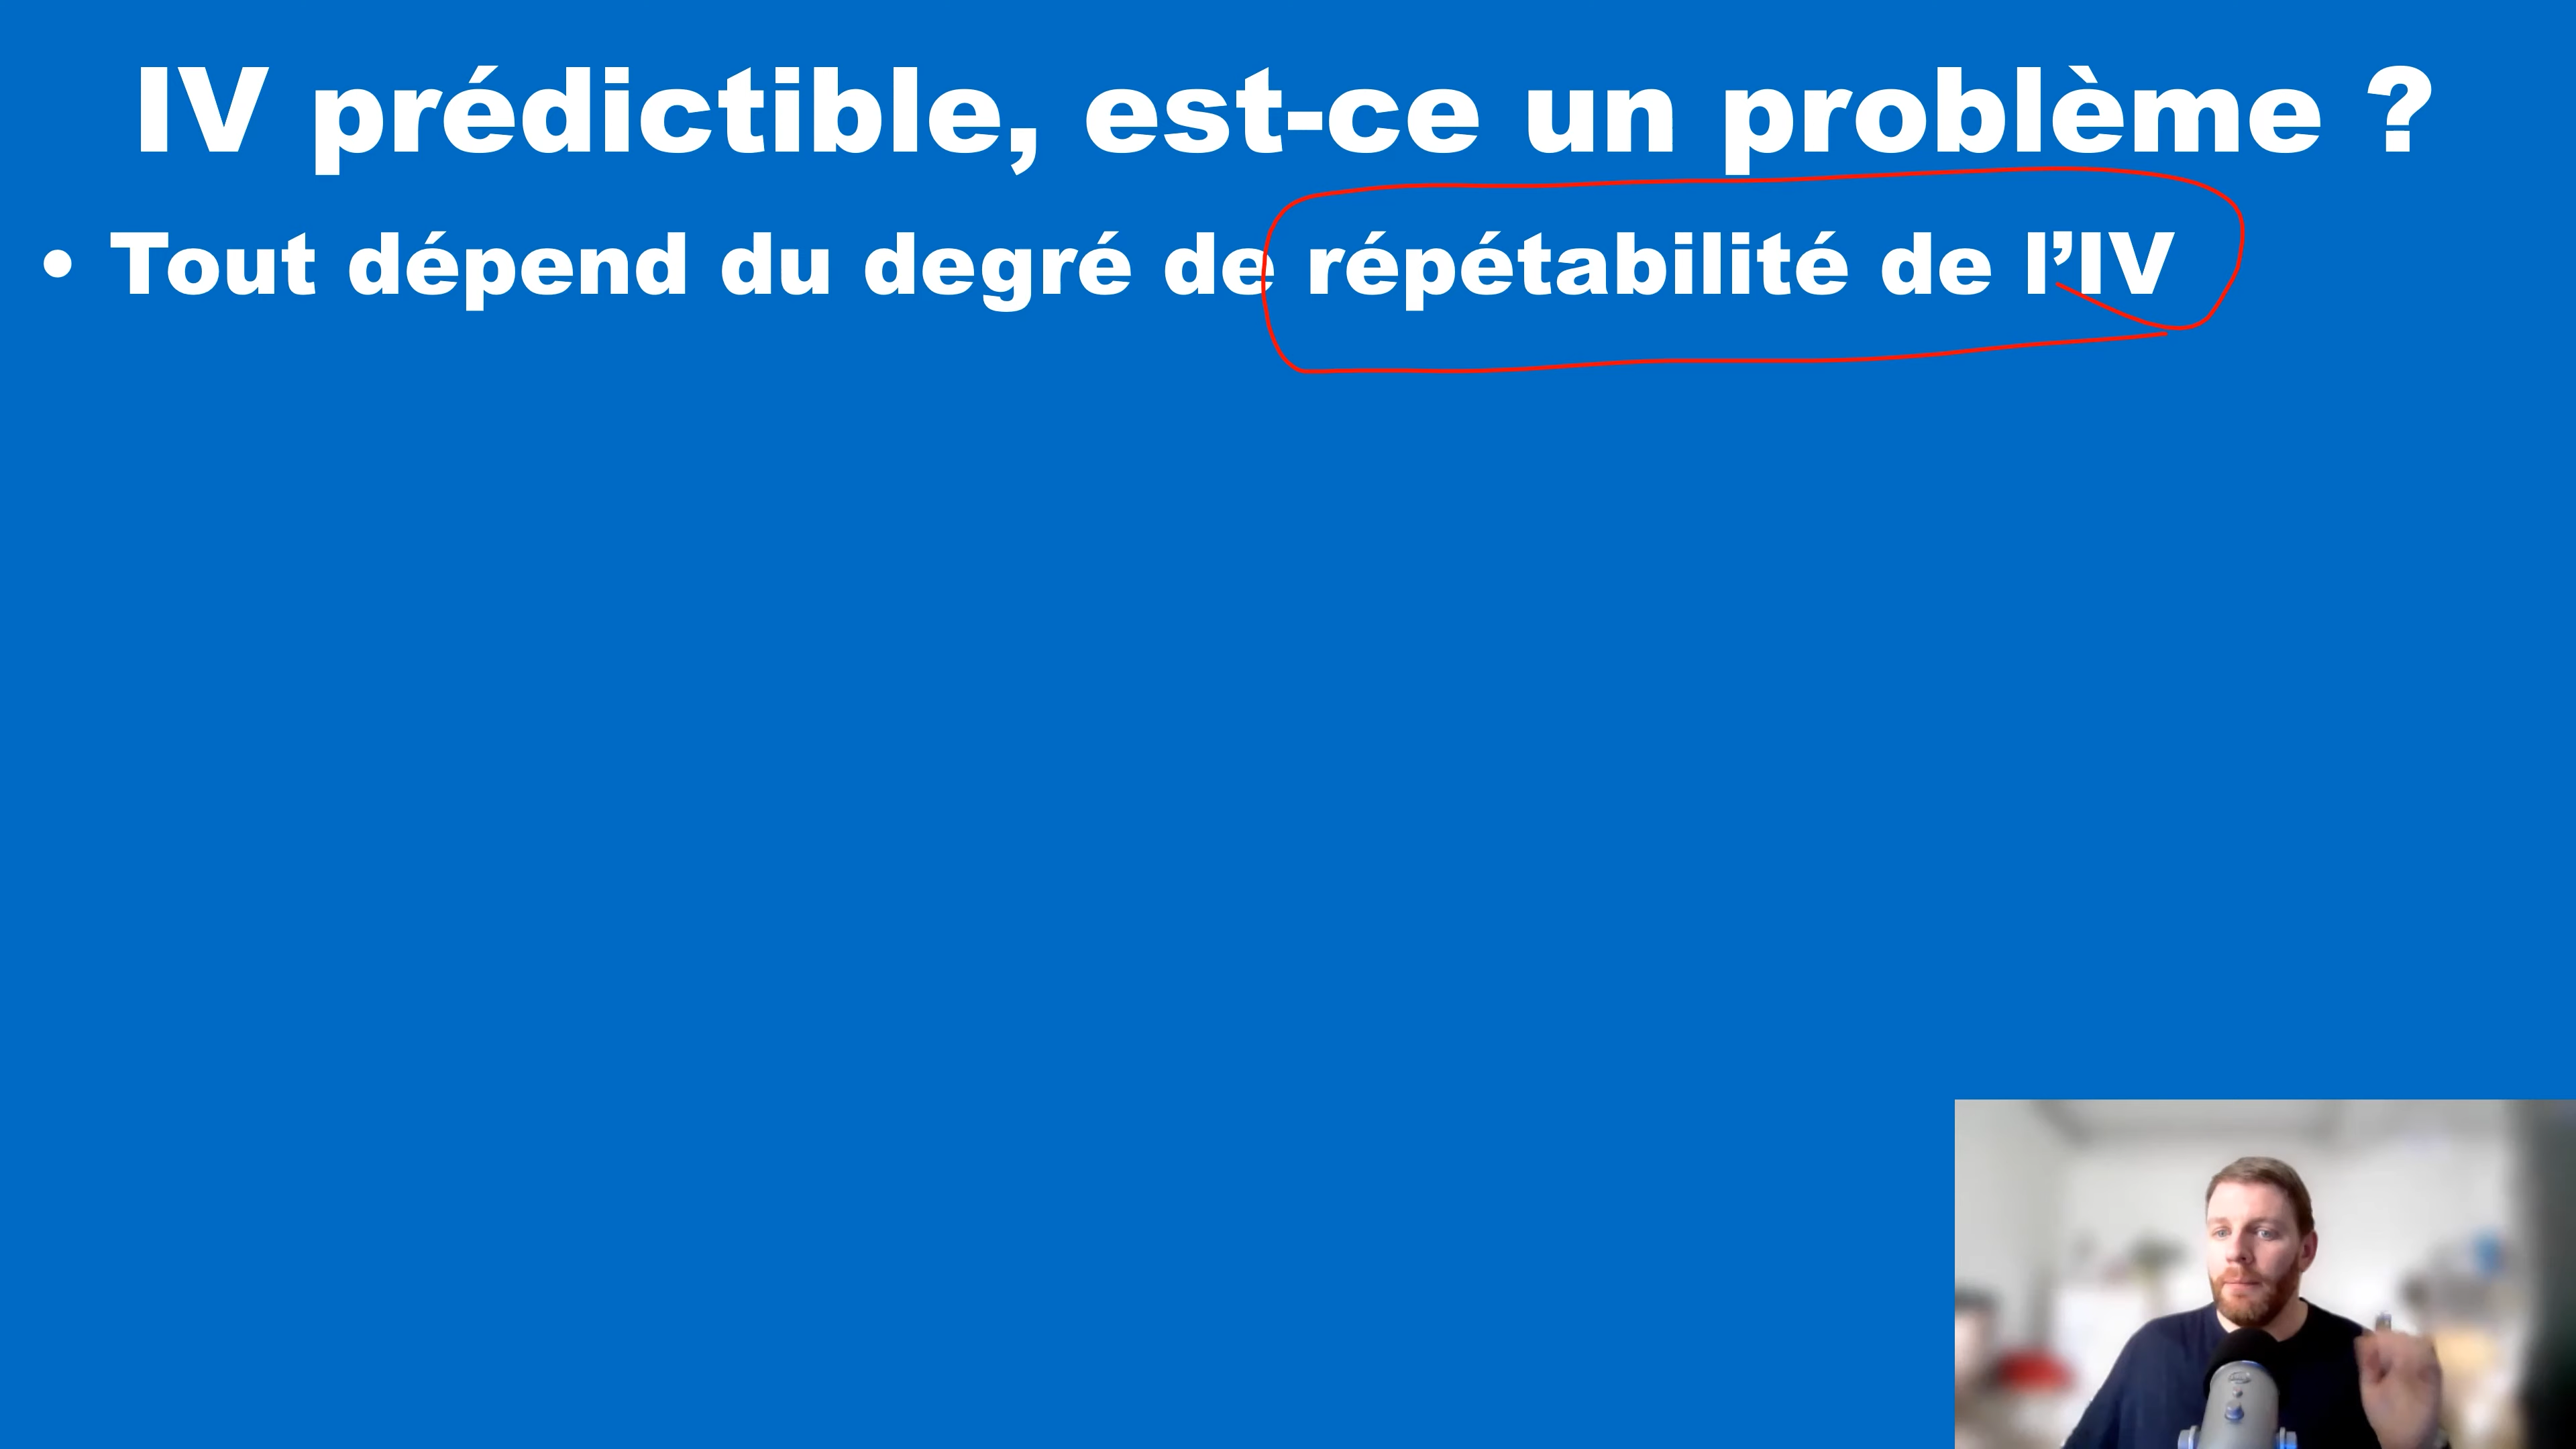 IV prédictible, est-ce un problème ?
• Tout dépend du degré de répétabilité de l’IV